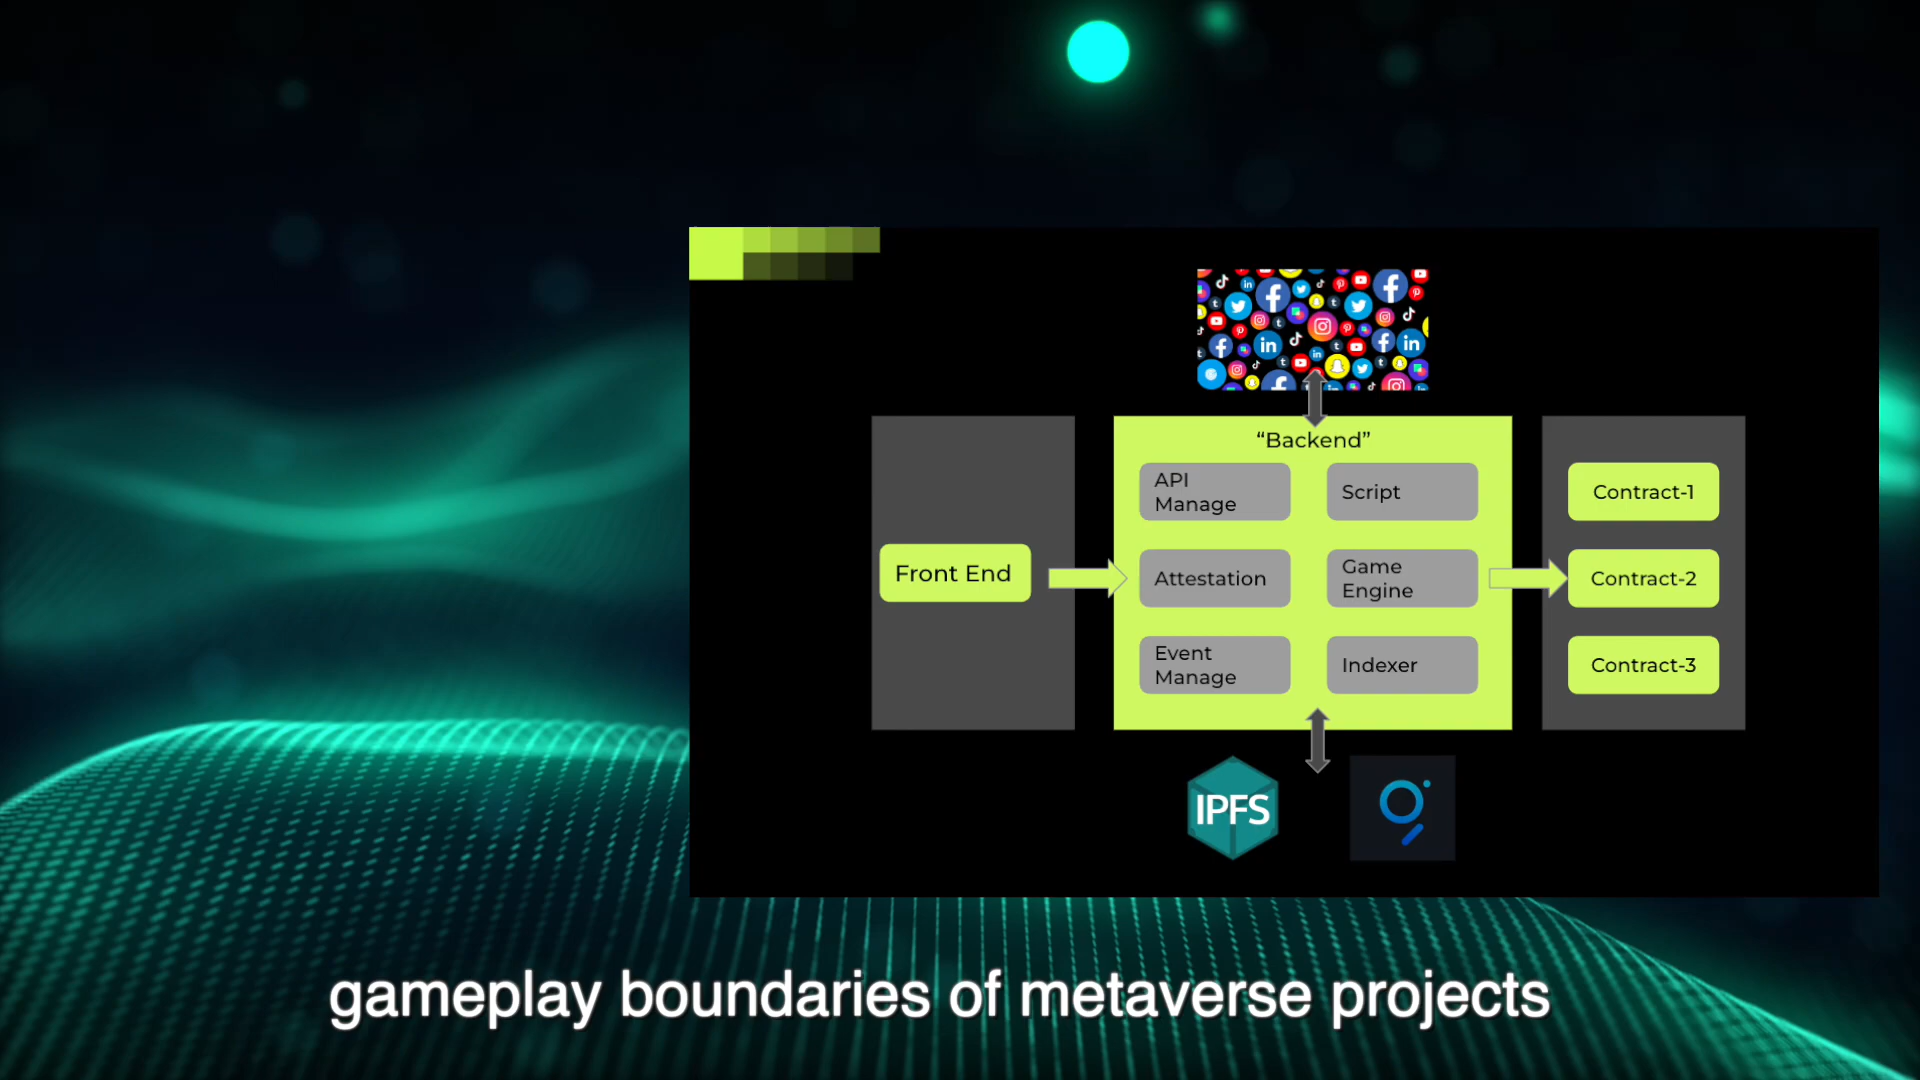 “Backend”
API
Manage
Script
Front End
Attestation
Game
Engine
Event
Manage
Indexer
Contract-1
Contract-2
Contract-3
IPFS
gameplay boundaries of metaverse projects